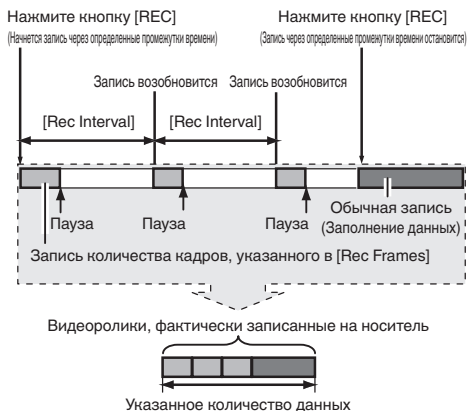 Нажмите кнопку [REC]
(Начнется запись через определенные промежутки времени)
Нажмите кнопку [REC]
(Запись через определенные промежутки времени остановится)
Запись возобновится
Запись возобновится
[Rec Interval]
[Rec Interval]
Пауза
Пауза
Пауза
Обычная запись
(Заполнение данных)
Запись количества кадров, указанного в [Rec Frames]
Видеоролики, фактически записанные на носитель
Указанное количество данных